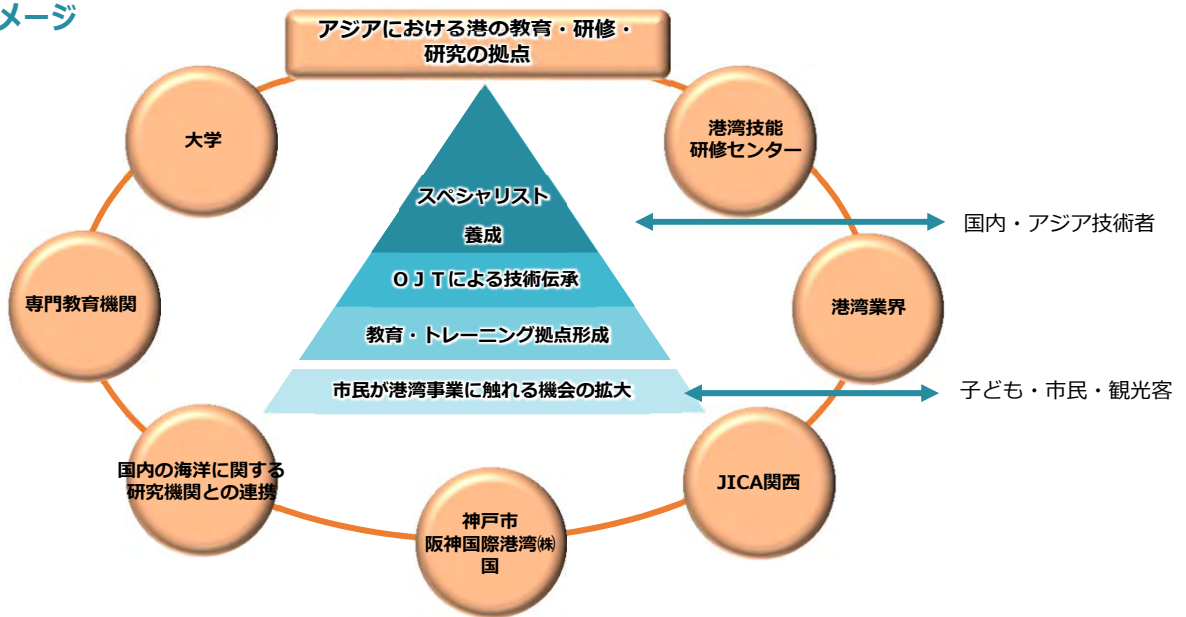 メージ
アジアにおける港の教育・研修・
研究の拠点
大学
港湾技能
研修センター
スペシャリスト
養成
国内・アジア技術者
OJTによる技術伝承
専門教育機関
港湾業界
教育・トレーニング拠点形成
市民が港湾事業に触れる機会の拡大
子ども・市民・観光客
国内の海洋に関する
研究機関との連携
JICA関西
神戸市
阪神国際港湾㈱
国